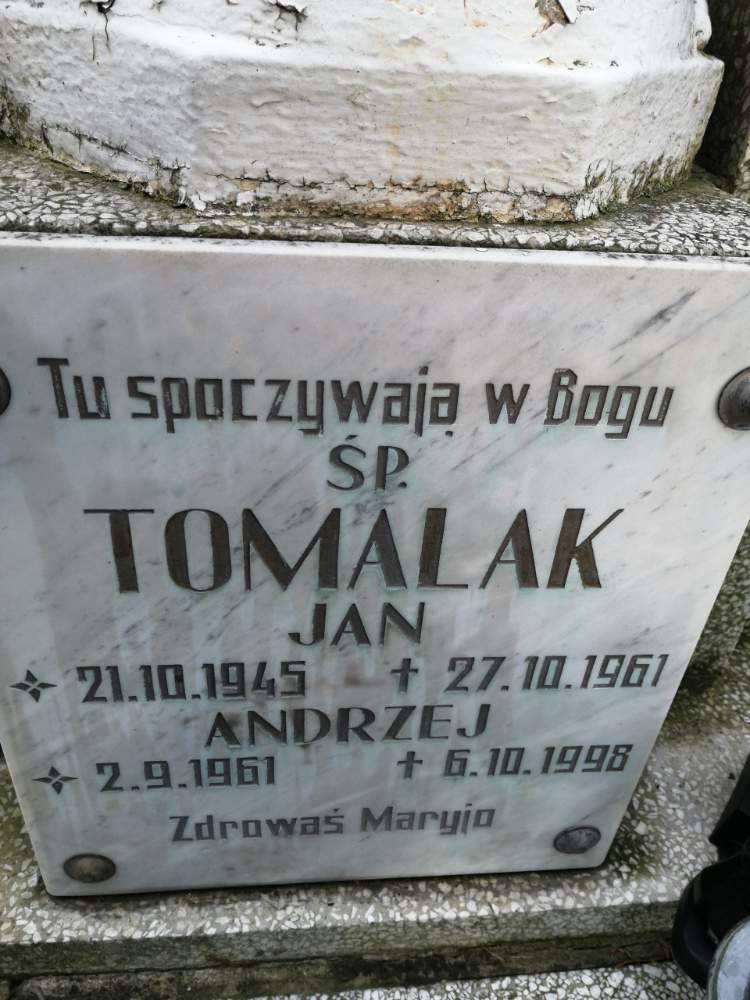 Tu spoczywają w Bogu
ŚP.
TOMALAK
JAN
21.10.1945 † 27.10.1961
ANDRZEJ
2.9.1961 † 6.10.1998
Zdrowaś Maryjo